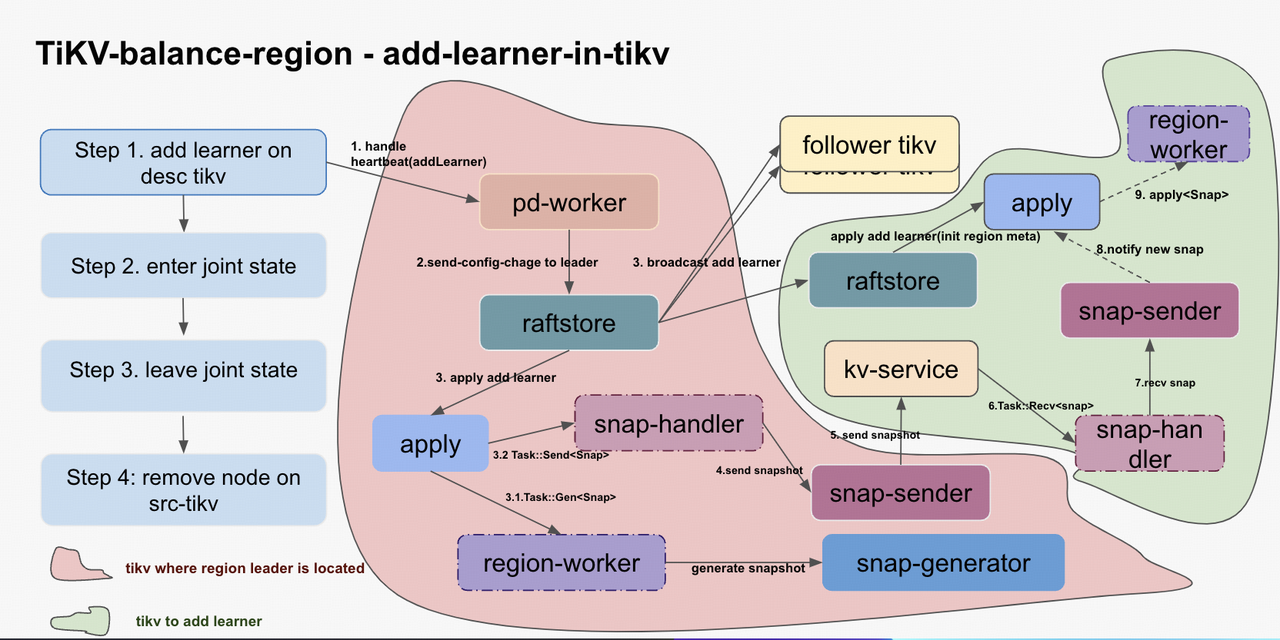 TiKV-balance-region - add-learner-in-tikv
Step 1. add learner on
desc tikv
Step 2. enter joint state
Step 3. leave joint state
Step 4: remove node on
src-tikv
tikv where region leader is located
tikv to add learner
1. handle
heartbeat(addLearner)
pd-worker
2.send-config-chage to leader
raftstore
3. broadcast add learner
3. apply add learner
apply
3.2 Task::Send<Snap>
snap-handler
3.1.Task::Gen<Snap>
region-worker
generate snapshot
snap-generator
4.send snapshot
snap-sender
5. send snapshot
follower tikv
follower tikv
raftstore
apply add learner(init region meta)
apply
kv-service
6.Task::Recv<snap>
snap-han
dler
7.recv snap
snap-sender
8.notify new snap
9. apply<Snap>
region-
worker